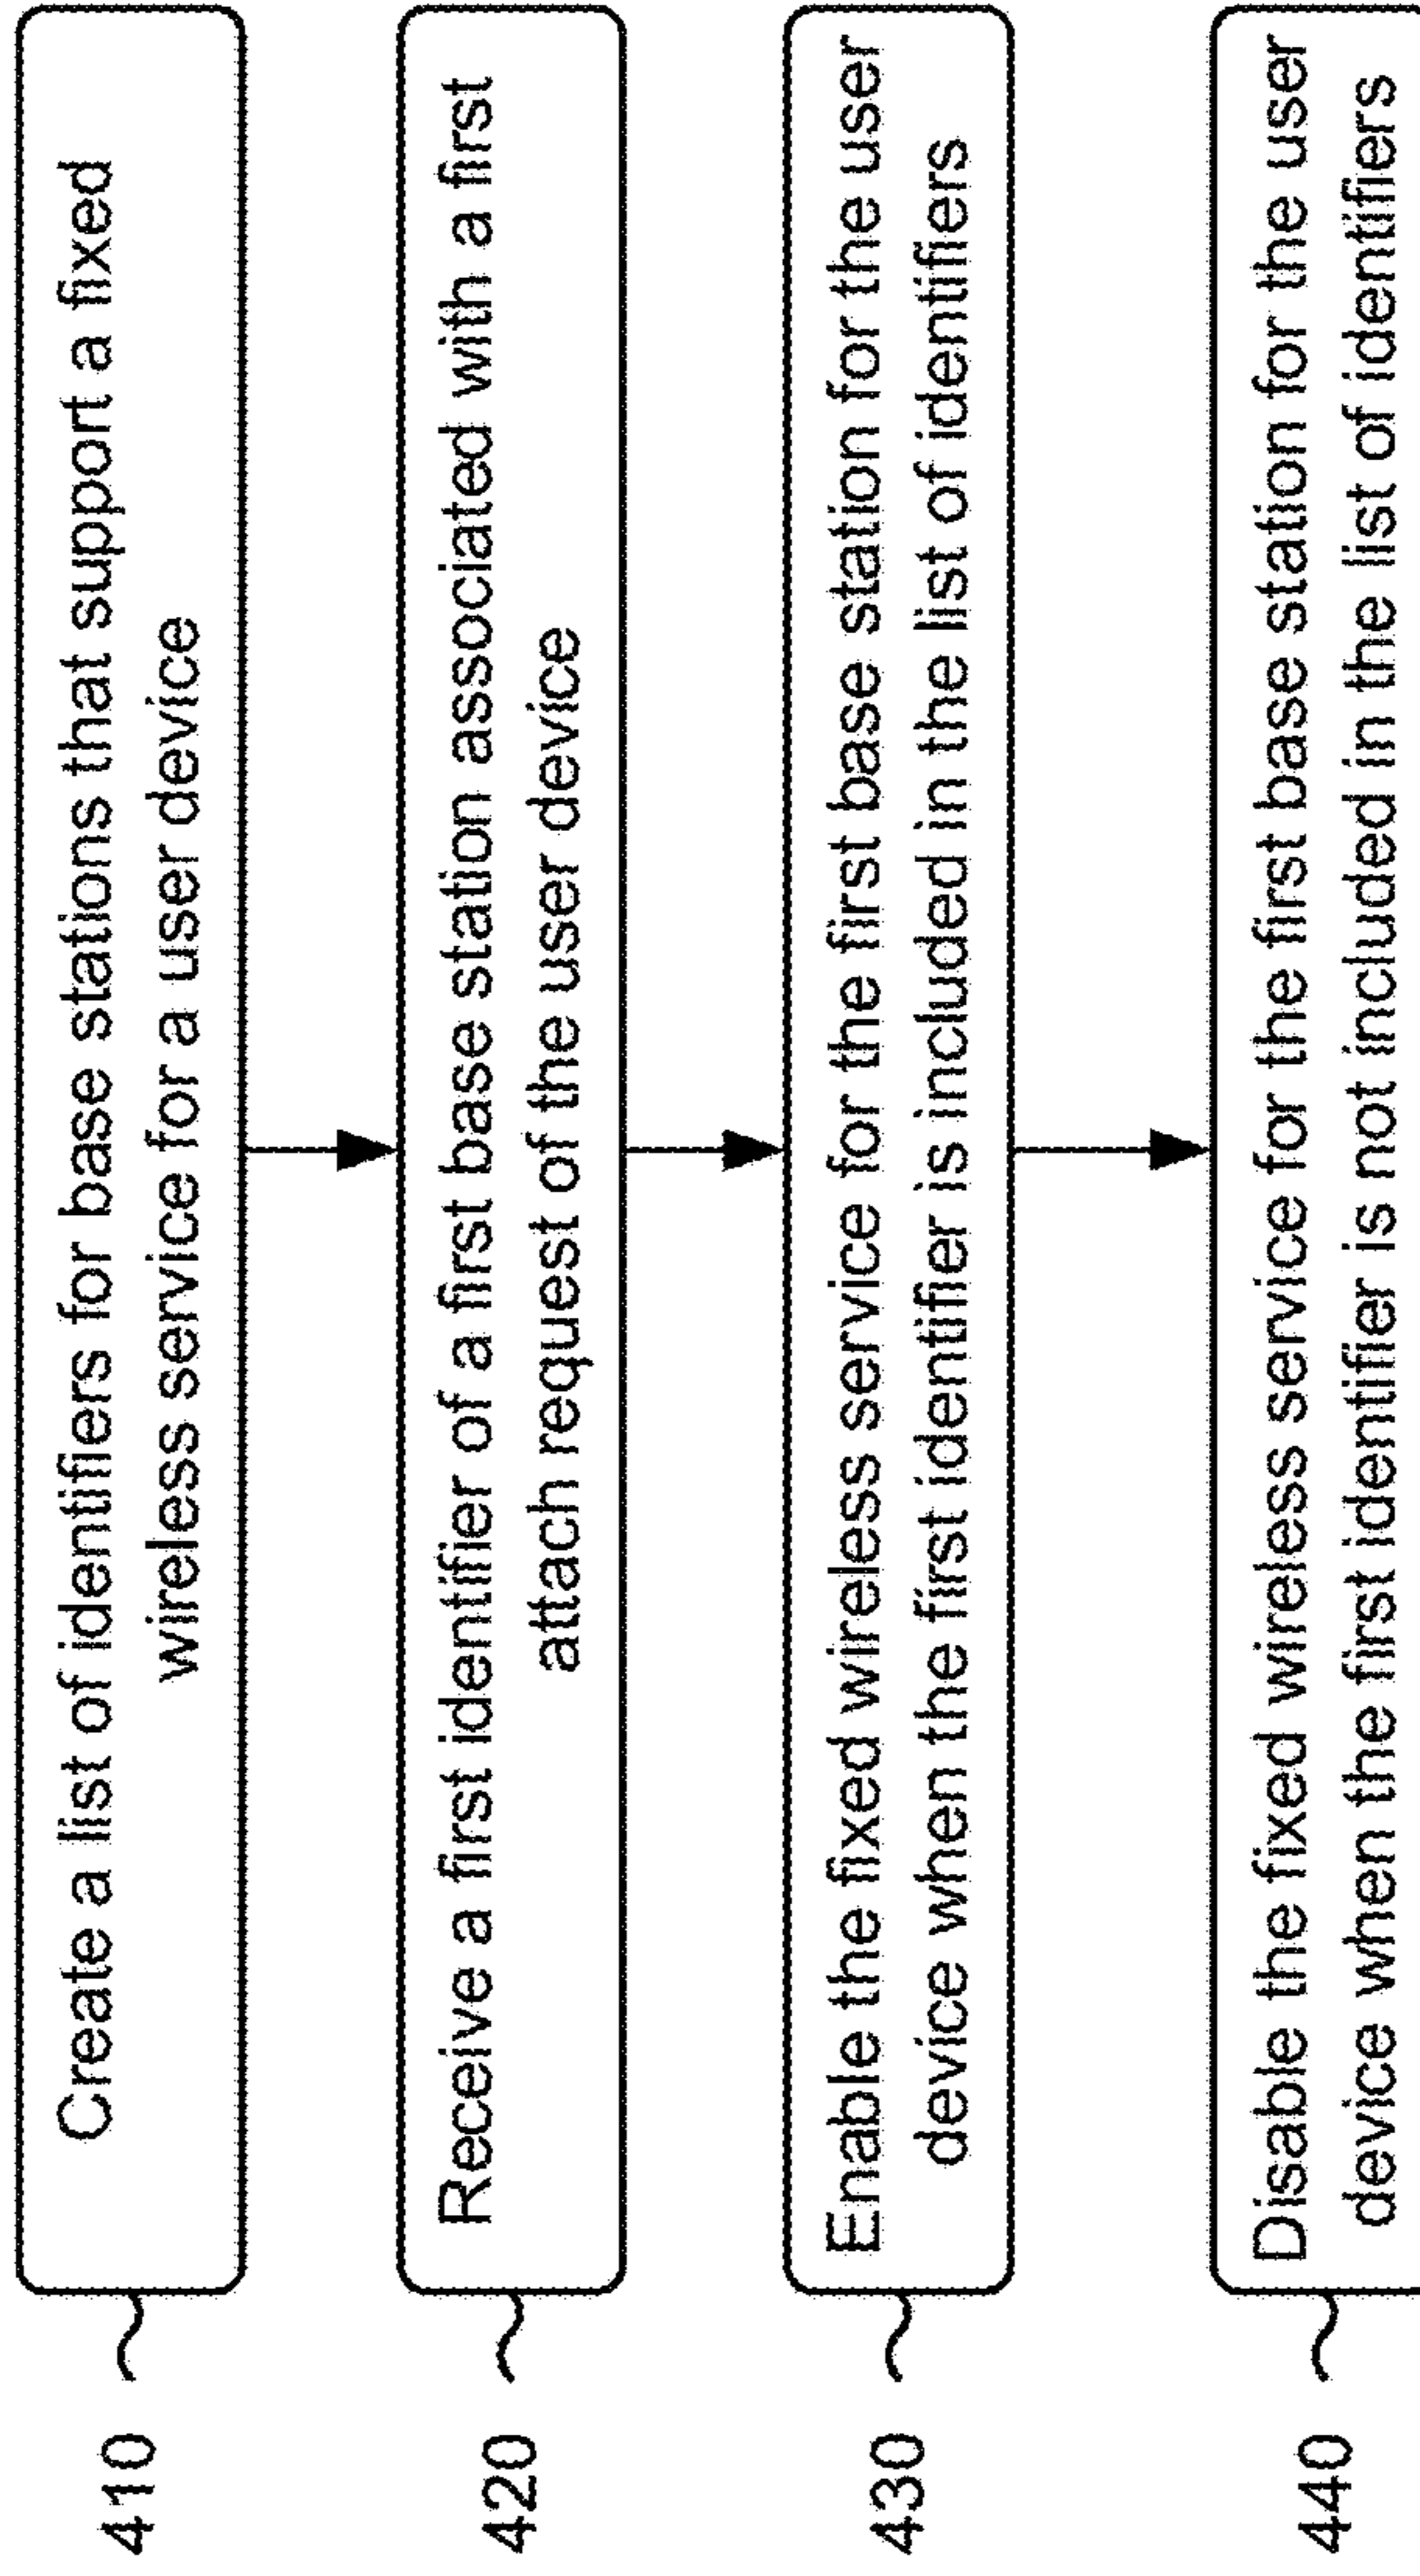 410
Create a list of identifiers for base stations that support a fixed
wireless service for a user device
420
Receive a first identifier of a first base station associated with a first
attach request of the user device
430
Enable the fixed wireless service for the first base station for the user
device when the first identifier is included in the list of identifiers
440
Disable the fixed wireless service for the first base station for the user
device when the first identifier is not included in the list of identifiers